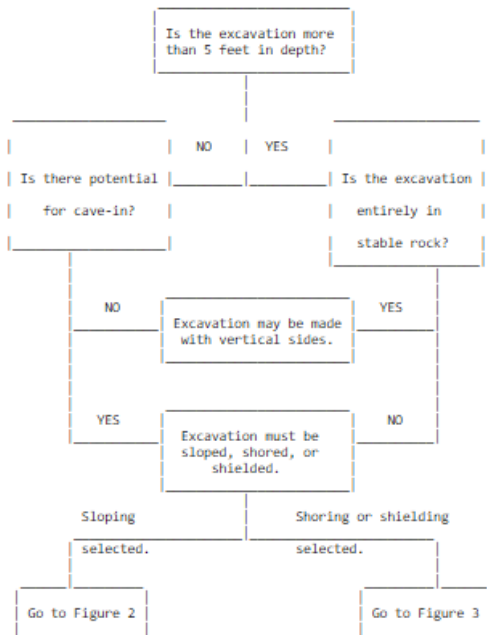 Is the excavation more
than 5 feet in depth?
NO
YES
Is there potential
for cave-in?
Is the excavation
entirely in
stable rock?
NO
YES
Excavation may be made
with vertical sides.
YES
NO
Excavation must be
sloped, shored, or
shielded.
Sloping
selected.
Shoring or shielding
selected.
Go to Figure 2
Go to Figure 3